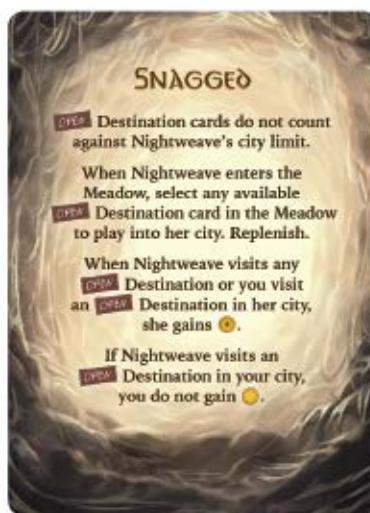 SNAGGED
OPEN Destination cards do not count
against Nightweave's city limit.
When Nightweave enters the
Meadow, select any available
OPEN Destination card in the Meadow
to play into her city. Replenish.
When Nightweave visits any
OPEN Destination or you visit
an OPEN Destination in her city,
she gains .
If Nightweave visits an
OPEN Destination in your city,
you do not gain .